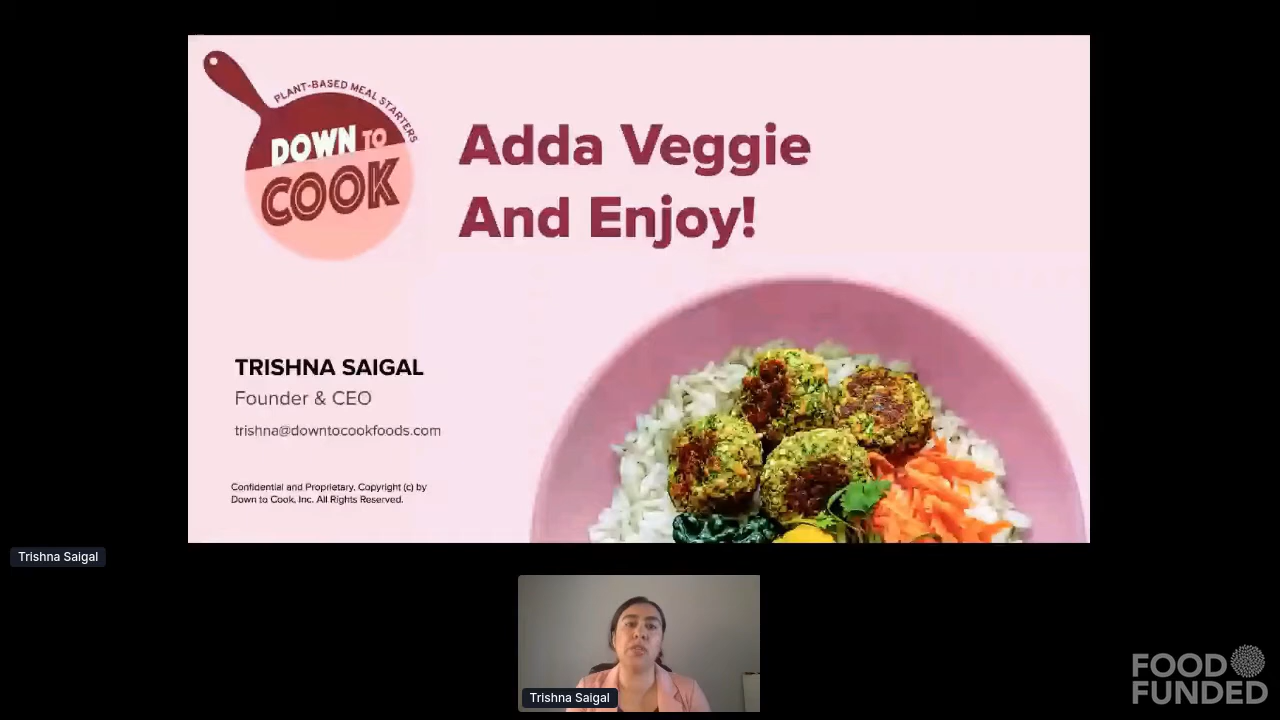 PLANT-BASED MEAL STARTERS
DOWN TO
COOK
Adda Veggie
And Enjoy!
TRISHNA SAIGAL
Founder & CEO
trishna@downtocookfoods.com
Confidential and Proprietary. Copyright (c) by
Down to Cook, Inc. All Rights Reserved.
Trishna Saigal
Trishna Saigal
FOOD
FUNDED